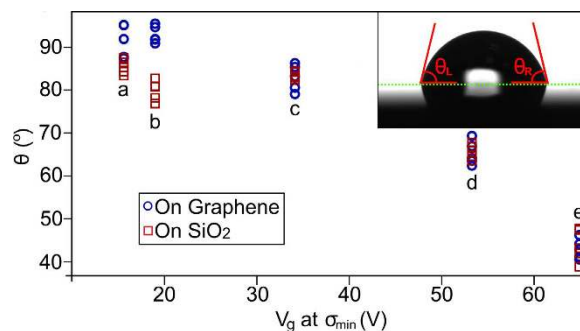 90
80
70
60
50
40
θ (º)
a
b
c
d
e
θL
θR
On Graphene
On SiO2
20
30
40
50
60
Vg at σmin (V)